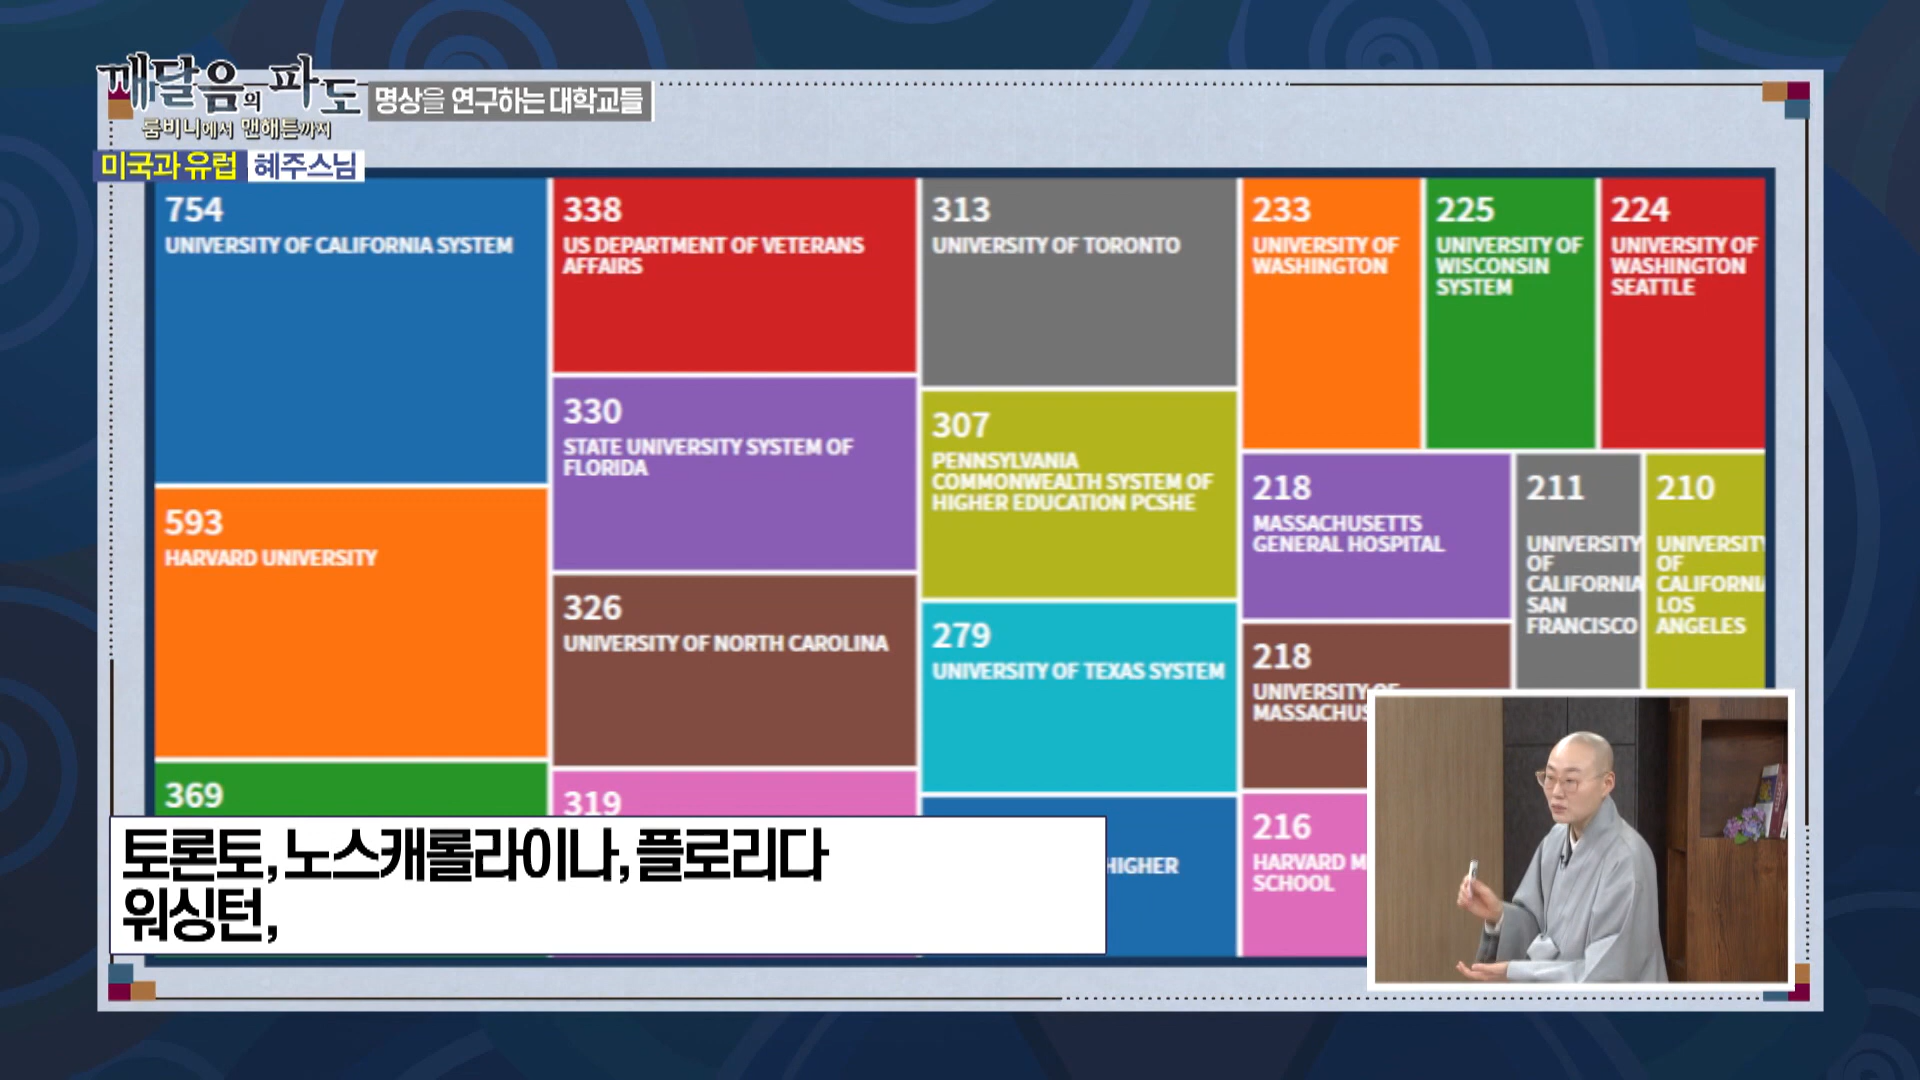 깨달음의 파도
룸비니에서 맨해튼까지
명상을 연구하는 대학교들
미국과 유럽 혜주스님
754
UNIVERSITY OF CALIFORNIA SYSTEM
593
HARVARD UNIVERSITY
369
338
US DEPARTMENT OF VETERANS
AFFAIRS
330
STATE UNIVERSITY SYSTEM OF
FLORIDA
326
UNIVERSITY OF NORTH CAROLINA
319
313
UNIVERSITY OF TORONTO
307
PENNSYLVANIA
COMMONWEALTH SYSTEM OF
HIGHER EDUCATION PCSHE
279
UNIVERSITY OF TEXAS SYSTEM
HIGHER
233
UNIVERSITY OF
WASHINGTON
225
UNIVERSITY OF
WISCONSIN
SYSTEM
224
UNIVERSITY OF
WASHINGTON
SEATTLE
218
MASSACHUSETTS
GENERAL HOSPITAL
218
UNIVERSITY OF
MASSACHUS
216
HARVARD M
SCHOOL
211
UNIVERSITY
OF
CALIFORNIA
SAN
FRANCISCO
210
UNIVERSITY
OF
CALIFORNIA
LOS
ANGELES
토론토, 노스캐롤라이나, 플로리다
워싱턴,